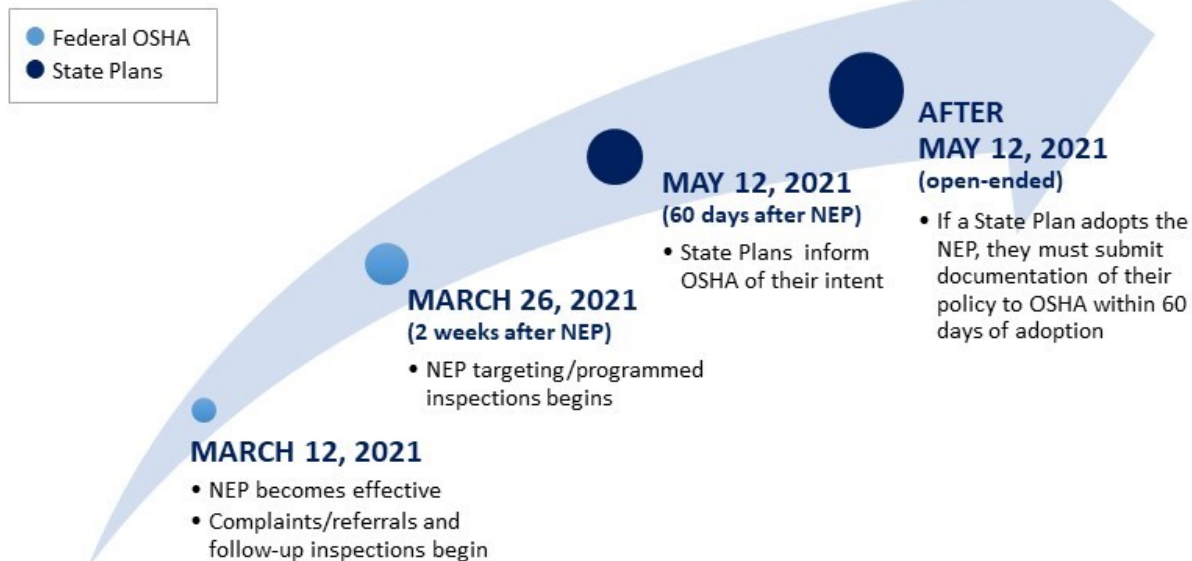 Federal OSHA
State Plans
MARCH 12, 2021
• NEP becomes effective
• Complaints/referrals and
follow-up inspections begin
MARCH 26, 2021
(2 weeks after NEP)
• NEP targeting/programmed
inspections begins
MAY 12, 2021
(60 days after NEP)
• State Plans inform
OSHA of their intent
AFTER
MAY 12, 2021
(open-ended)
• If a State Plan adopts the
NEP, they must submit
documentation of their
policy to OSHA within 60
days of adoption